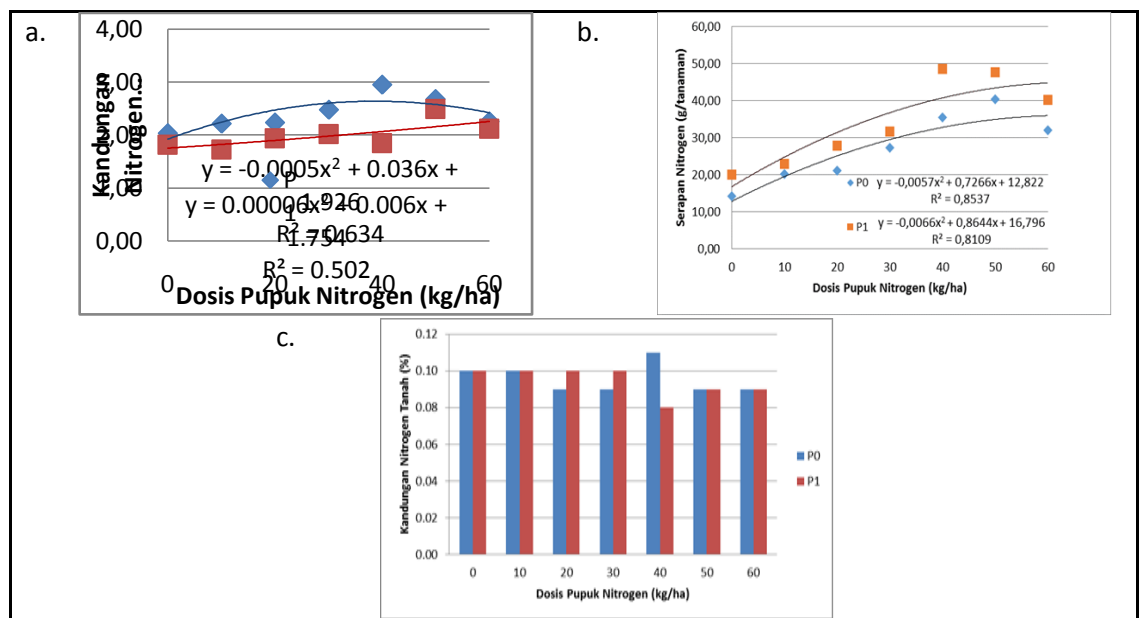 a.
4,00
,00
2,00
,00
0,00
Kandungan
Nitrogen…
y = -0.0005x² + 0.036x +
1.926
R² = 0.634
P
1
y = 0.00006x² + 0.006x +
1.754
R² = 0.502
0
20
40
60
Dosis Pupuk Nitrogen (kg/ha)
b.
60,00
50,00
40,00
30,00
20,00
10,00
0,00
Serapan Nitrogen (g/tanaman)
P0 y = -0,0057x² + 0,7266x + 12,822
R² = 0,8537
P1 y = -0,0066x² + 0,8644x + 16,796
R² = 0,8109
0 10 20 30 40 50 60
Dosis Pupuk Nitrogen (kg/ha)
c.
0.12
0.10
0.08
0.06
0.04
0.02
0.00
Kandungan Nitrogen Tanah (%)
P0
P1
0 10 20 30 40 50 60
Dosis Pupuk Nitrogen (kg/ha)